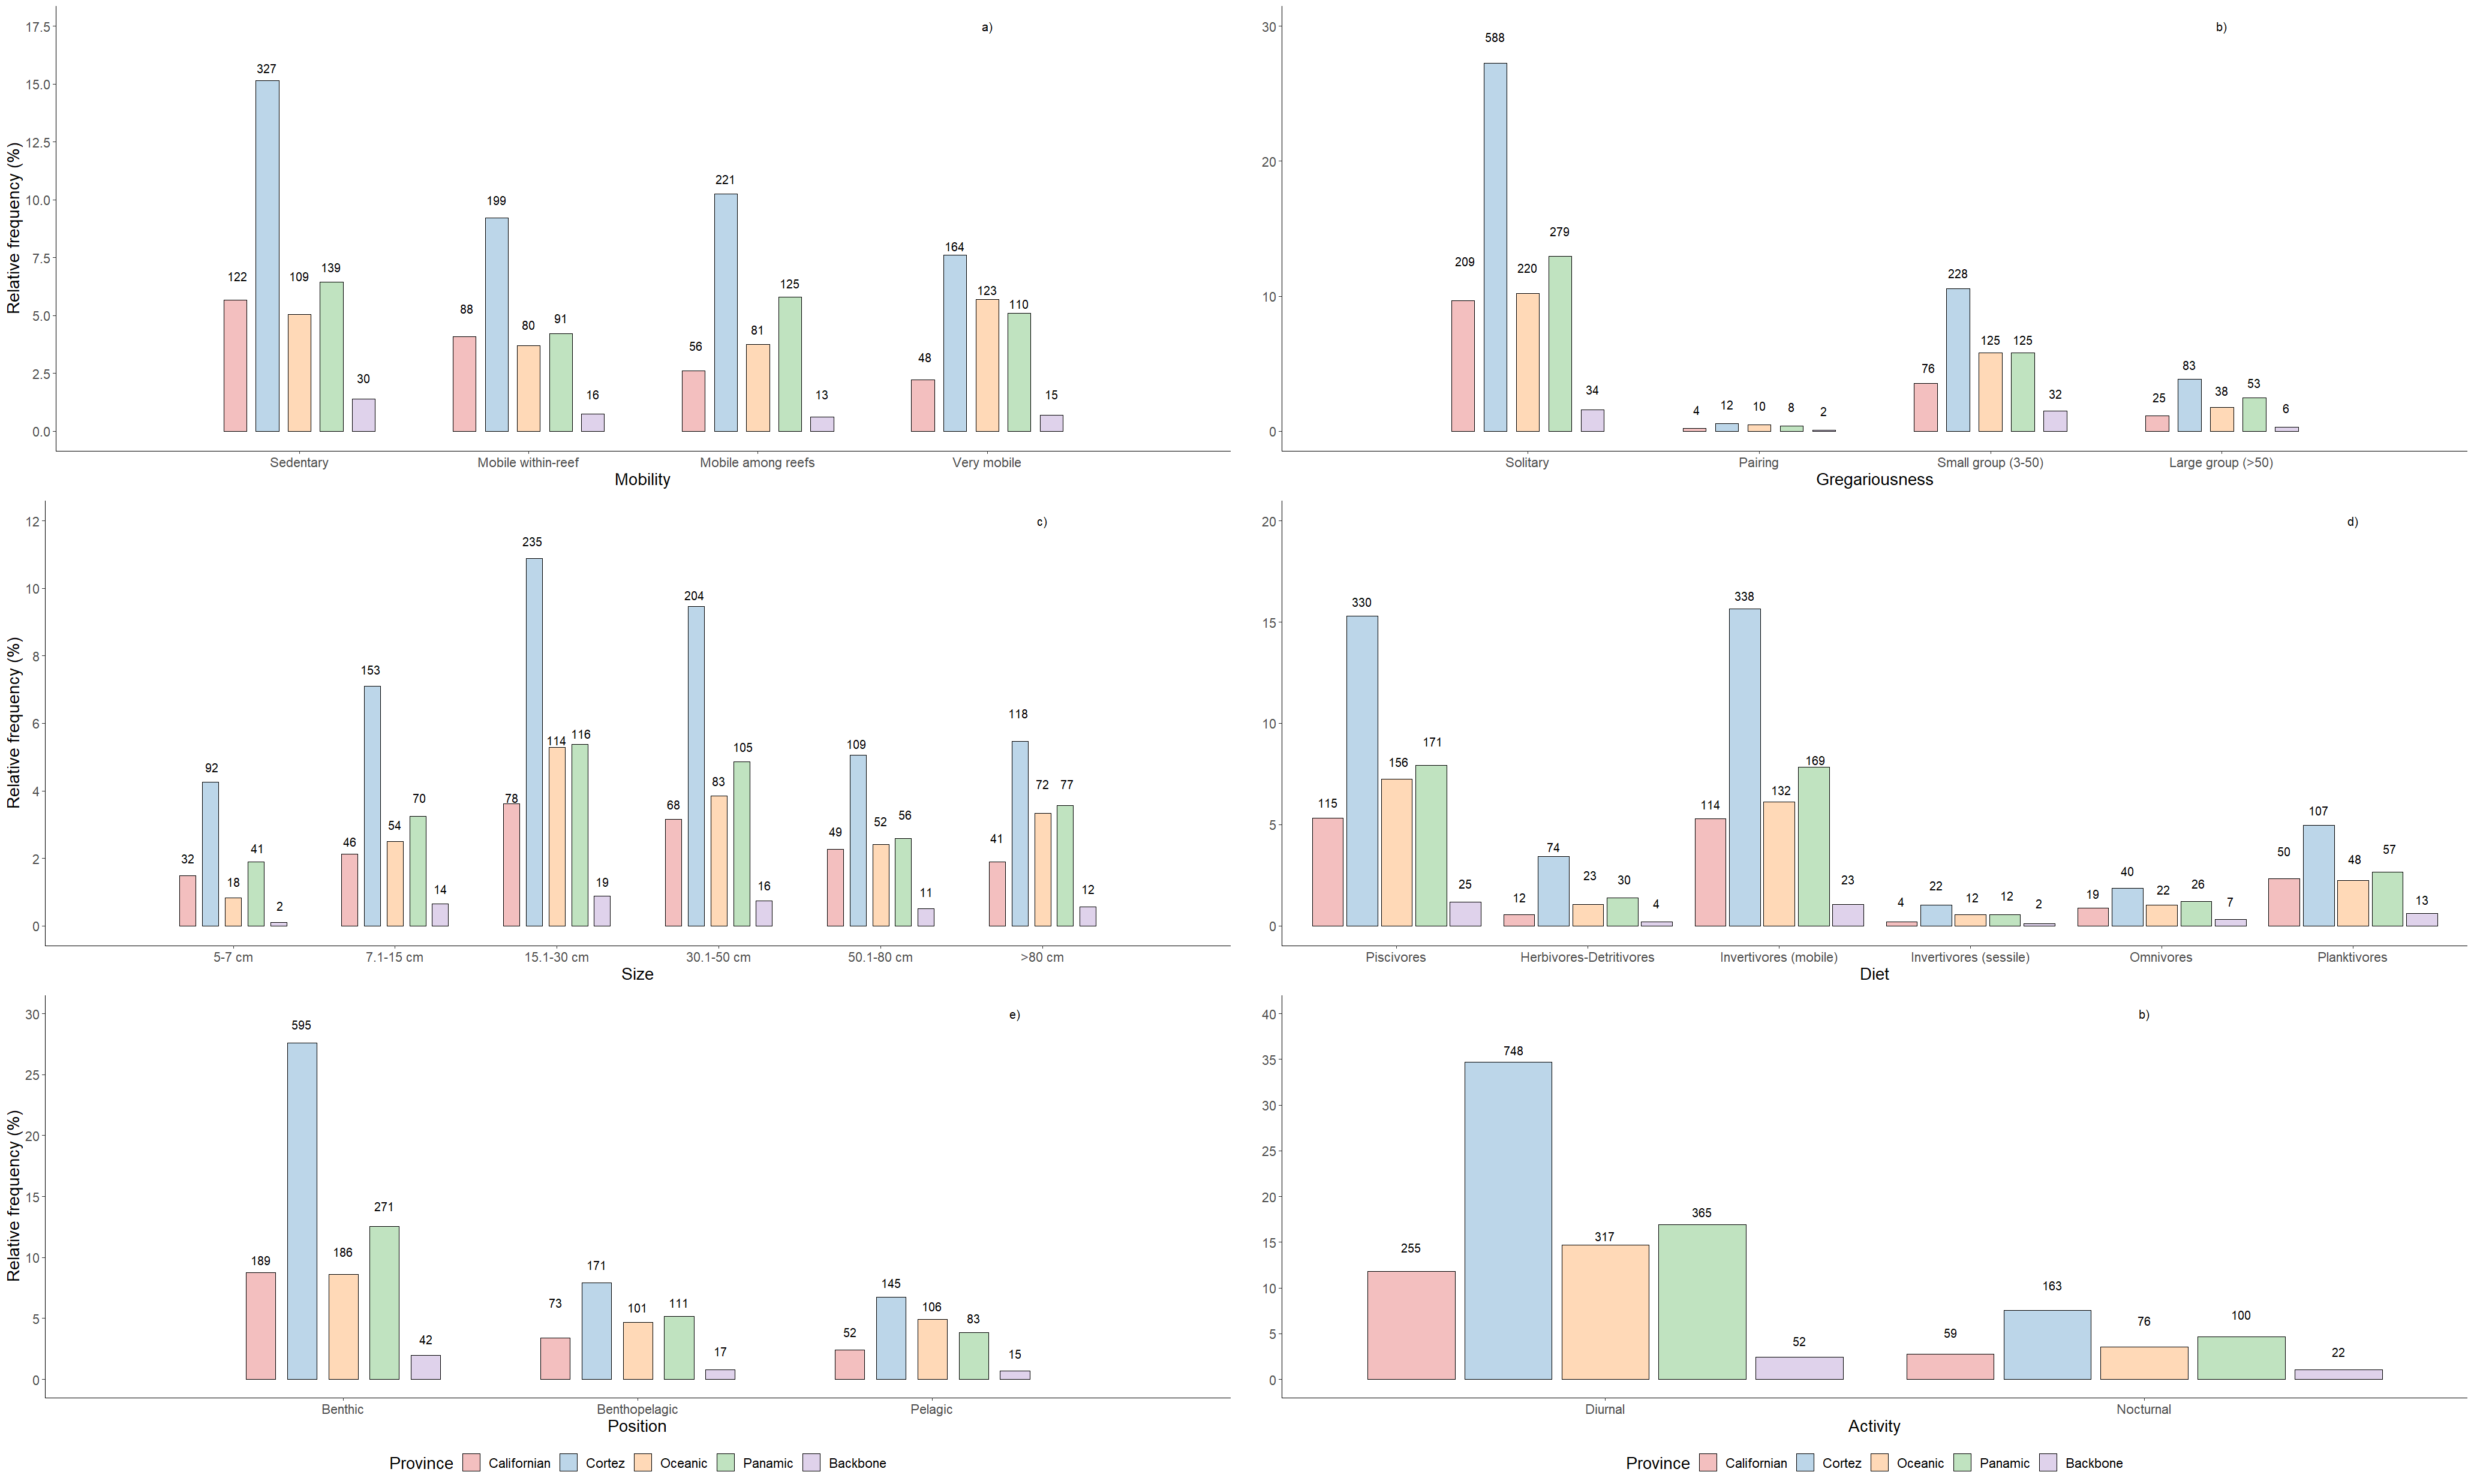 a)
17.5
15.0
12.5
10.0
7.5
5.0
2.5
0.0
Relative frequency (%)
122 327 109 139 30
88 199 80 91 16
56 221 81 125 13
48 164 123 110 15
Sedentary Mobile within-reef Mobile among reefs Very mobile
Mobility
b)
30
20
10
0
209 588 220 279 34
4 12 10 8 2
76 228 125 125 32
25 83 38 53 6
Solitary Pairing Small group (3-50) Large group (>50)
Gregariousness
c)
12
10
8
6
4
2
0
Relative frequency (%)
32 92 18 41 2
46 153 54 70 14
78 235 114 116 19
68 204 83 105 16
49 109 52 56 11
41 118 72 77 12
5-7 cm 7.1-15 cm 15.1-30 cm 30.1-50 cm 50.1-80 cm >80 cm
Size
d)
20
15
10
5
0
115 330 156 171 25
12 74 23 30 4
114 338 132 169 23
4 22 12 12 2
19 40 22 26 7
50 107 48 57 13
Piscivores Herbivores-Detritivores Invertivores (mobile) Invertivores (sessile) Omnivores Planktivores
Diet
e)
30
25
20
15
10
5
0
Relative frequency (%)
189 595 186 271 42
73 171 101 111 17
52 145 106 83 15
Benthic Benthopelagic Pelagic
Position
b)
40
35
30
25
20
15
10
5
0
255 748 317 365 52
59 163 76 100 22
Diurnal Nocturnal
Activity
Province Californian Cortez Oceanic Panamic Backbone
Province Californian Cortez Oceanic Panamic Backbone